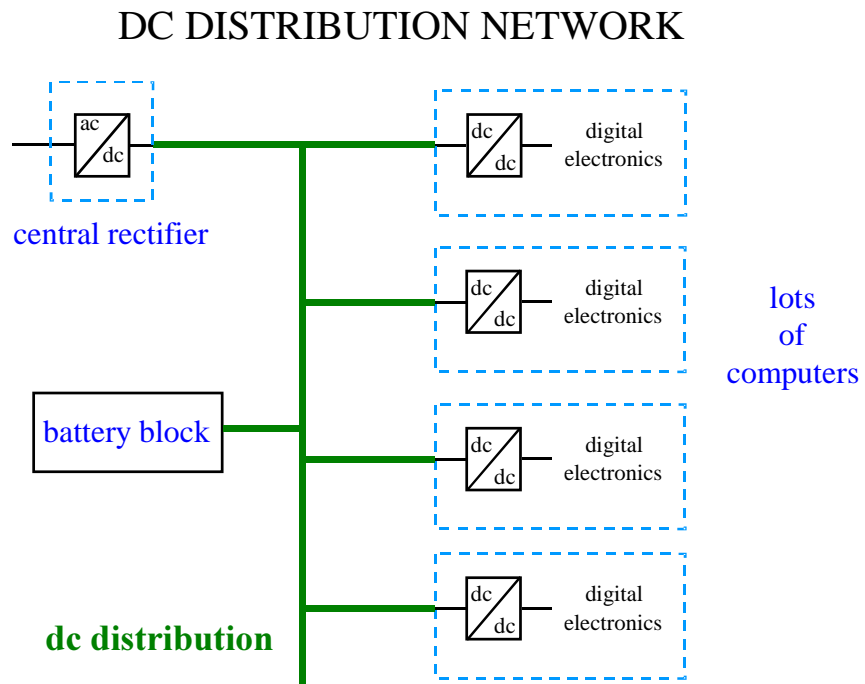 DC DISTRIBUTION NETWORK
ac
dc
central rectifier
dc
dc
digital
electronics
dc
dc
digital
electronics
lots
of
computers
battery block
dc
dc
digital
electronics
dc
dc
digital
electronics
dc distribution